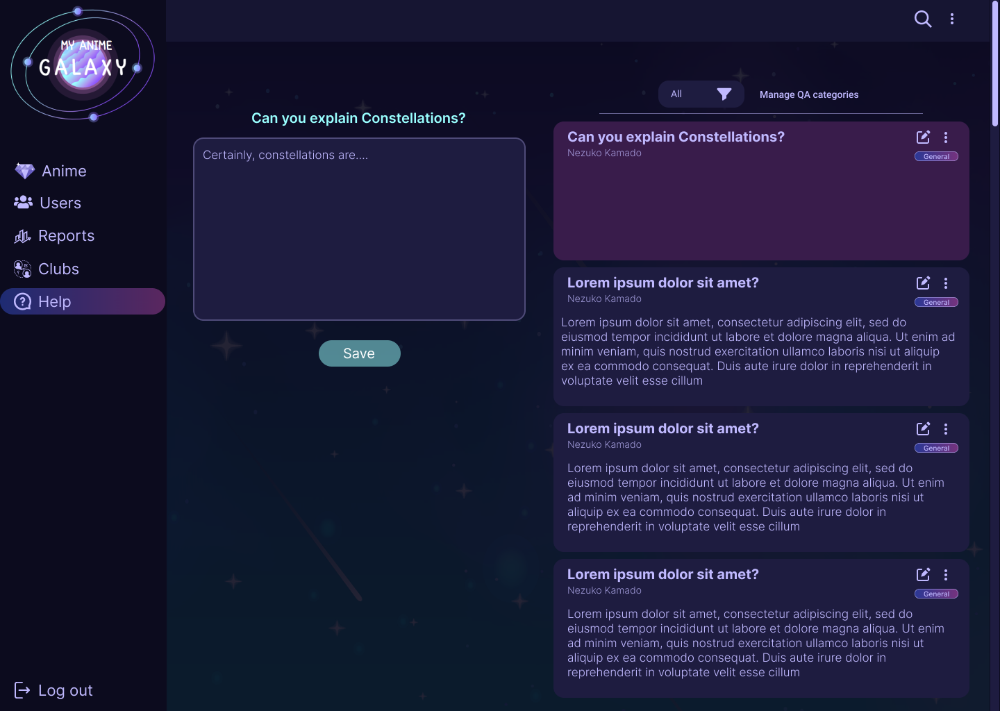 MY ANIME
GALAXY
Anime
Users
Reports
Clubs
Help
Log out
Can you explain Constellations?
Certainly, constellations are....
Save
All
Manage QA categories
Can you explain Constellations?
Nezuko Kamado
General
Lorem ipsum dolor sit amet?
Nezuko Kamado
General
Lorem ipsum dolor sit amet, consectetur adipiscing elit, sed do
eiusmod tempor incididunt ut labore et dolore magna aliqua. Ut enim ad
minim veniam, quis nostrud exercitation ullamco laboris nisi ut aliquip
ex ea commodo consequat. Duis aute irure dolor in reprehenderit in
voluptate velit esse cillum
Lorem ipsum dolor sit amet?
Nezuko Kamado
General
Lorem ipsum dolor sit amet, consectetur adipiscing elit, sed do
eiusmod tempor incididunt ut labore et dolore magna aliqua. Ut enim
ad minim veniam, quis nostrud exercitation ullamco laboris nisi ut
aliquip ex ea commodo consequat. Duis aute irure dolor in
reprehenderit in voluptate velit esse cillum
Lorem ipsum dolor sit amet?
Nezuko Kamado
General
Lorem ipsum dolor sit amet, consectetur adipiscing elit, sed do
eiusmod tempor incididunt ut labore et dolore magna aliqua. Ut enim
ad minim veniam, quis nostrud exercitation ullamco laboris nisi ut
aliquip ex ea commodo consequat. Duis aute irure dolor in
reprehenderit in voluptate velit esse cillum